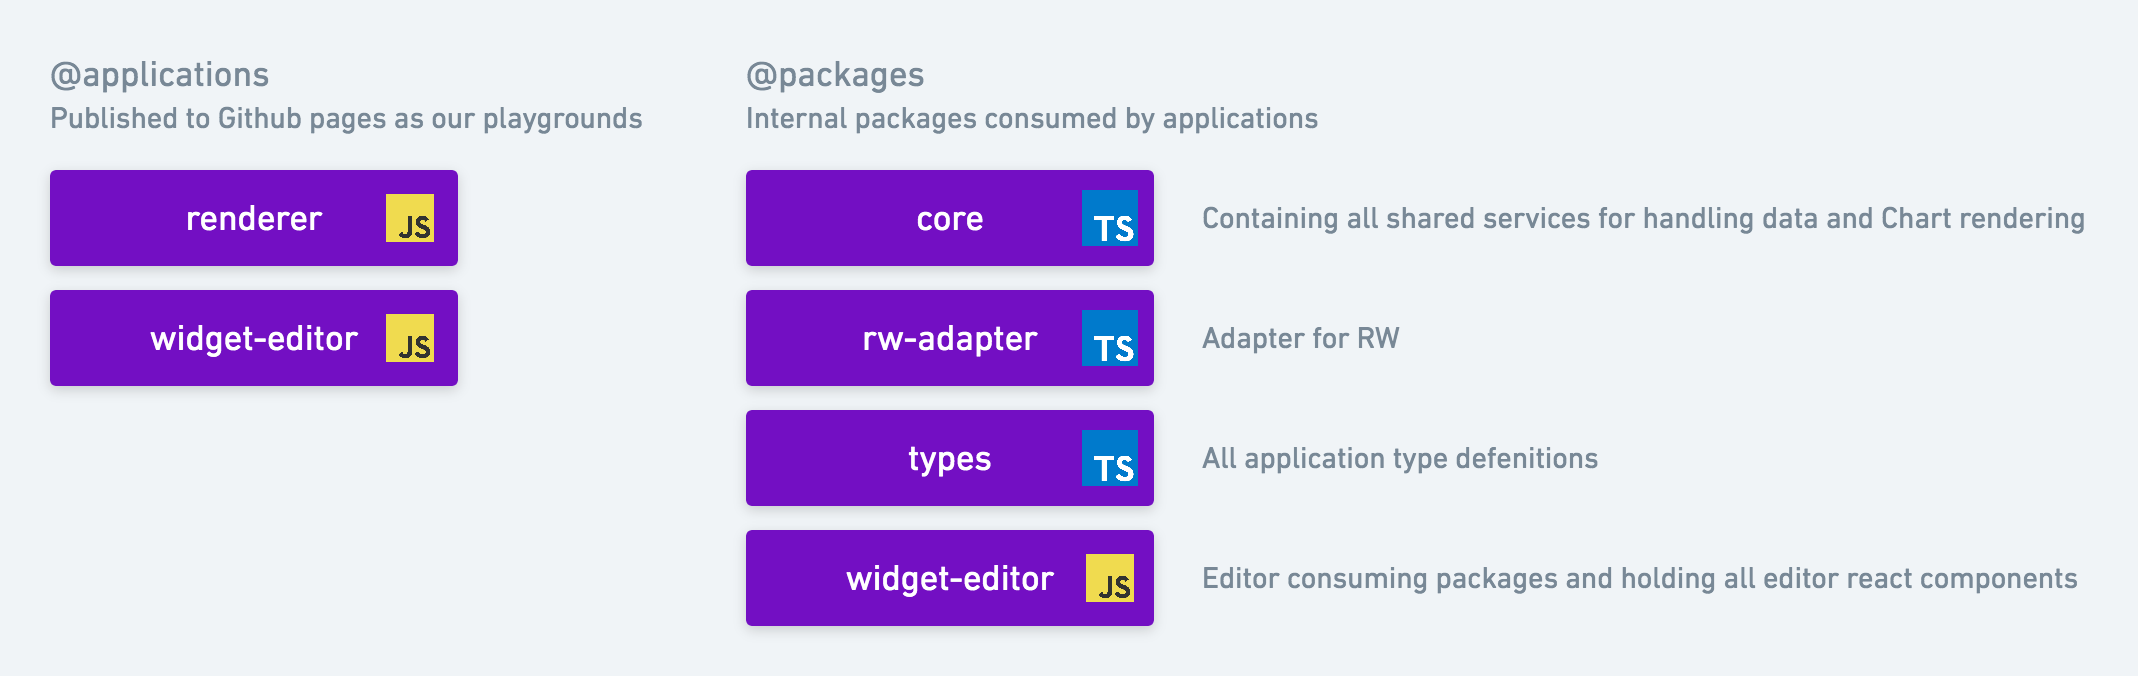 @applications
Published to Github pages as our playgrounds
renderer JS
widget-editor JS
@packages
Internal packages consumed by applications
core TS Containing all shared services for handling data and Chart rendering
rw-adapter TS Adapter for RW
types TS All application type defenitions
widget-editor JS Editor consuming packages and holding all editor react components